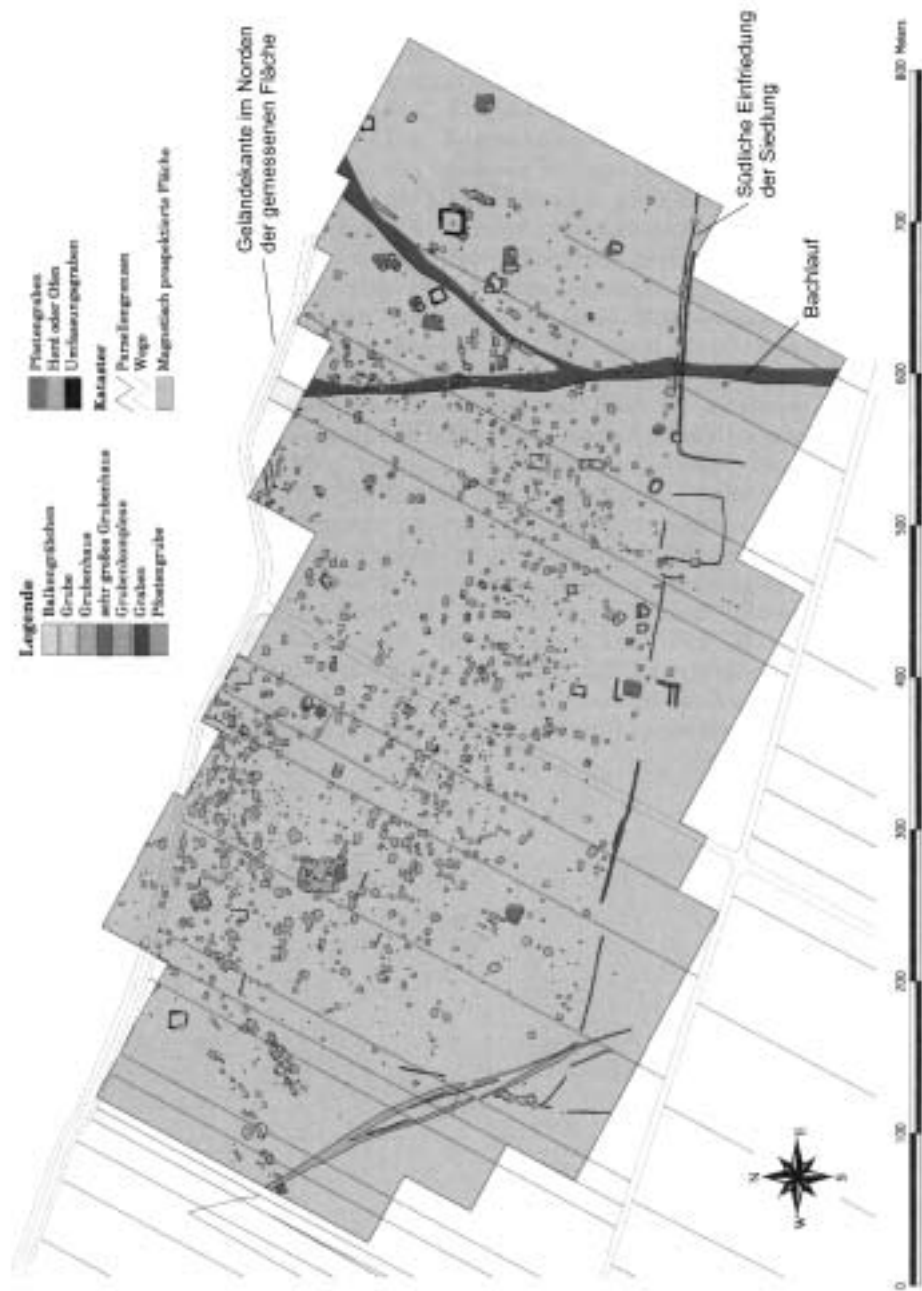 Legende
Balkengräbchen
Grube
Grubenhaus
sehr großes Grubenhaus
Grubenkomplexe
Graben
Pfostengrube
Pfostengraben
Herd oder Ofen
Umfassungsgraben
Kataster
Parzellengrenzen
Wege
Magnetisch prospektierte Fläche
Geländekante im Norden
der gemessenen Fläche
Südliche Einfriedung
der Siedlung
Bachlauf
N
W
E
S
0
100
200
300
400
500
600
700
800 Meters